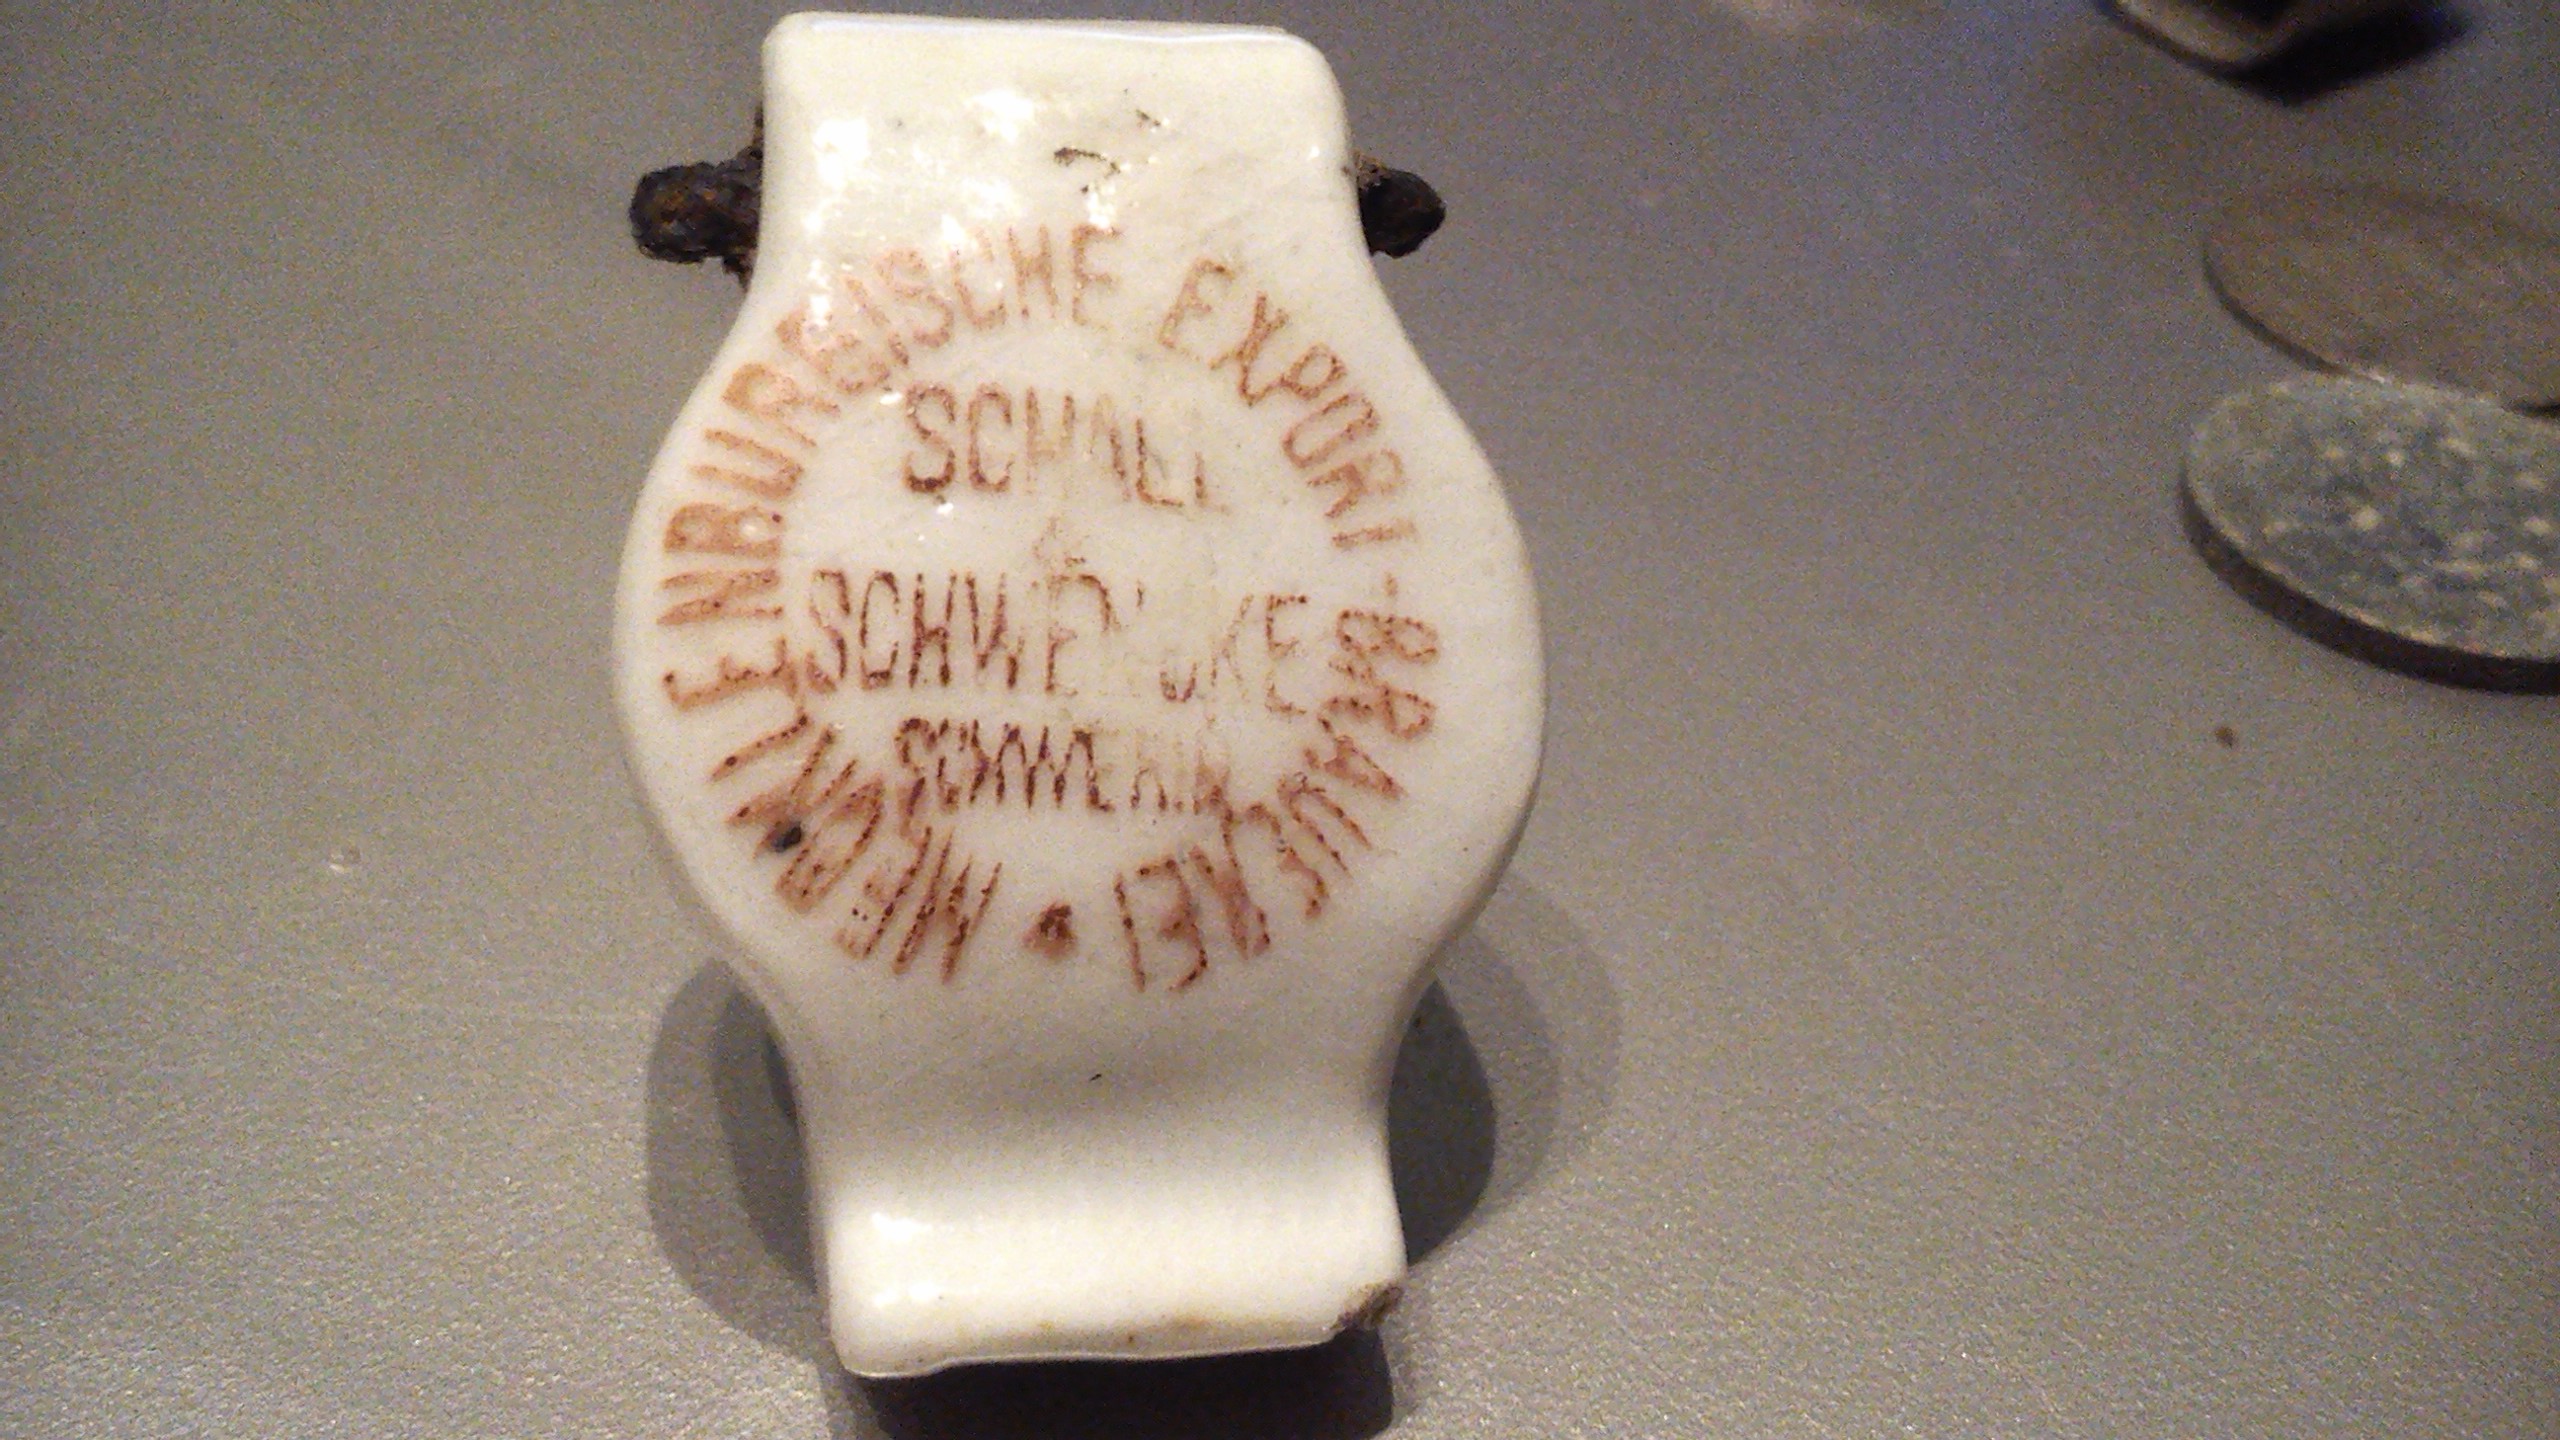 MECKLENBURGISCHE EXPORT-BRAUEREI
SCHALL
&
SCHWENCKE
SCHWERIN